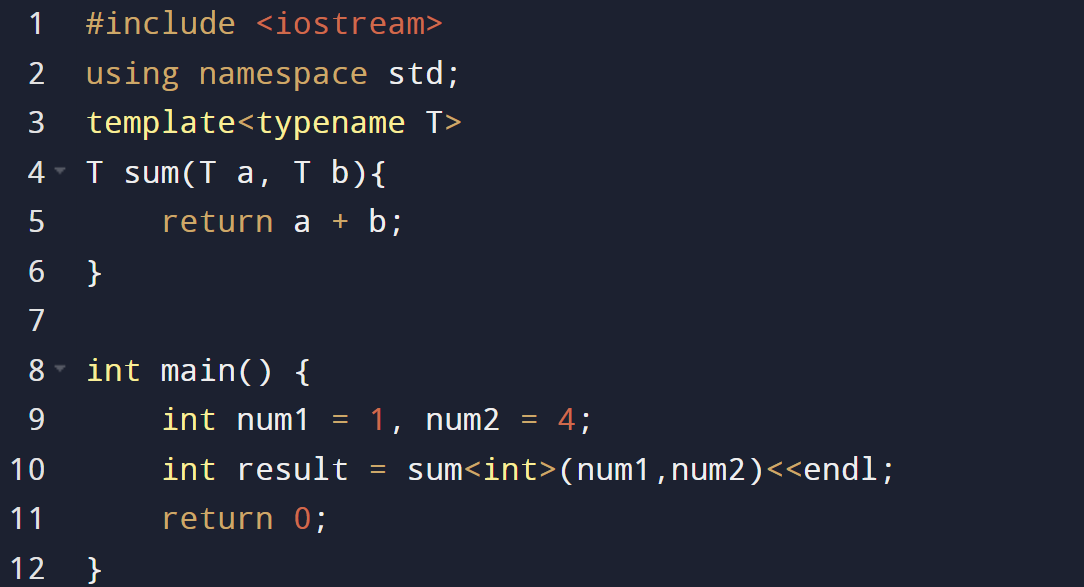 1 #include <iostream>
2 using namespace std;
3 template<typename T>
4 T sum(T a, T b){
5     return a + b;
6 }
7
8 int main() {
9     int num1 = 1, num2 = 4;
10     int result = sum<int>(num1,num2)<<endl;
11     return 0;
12 }